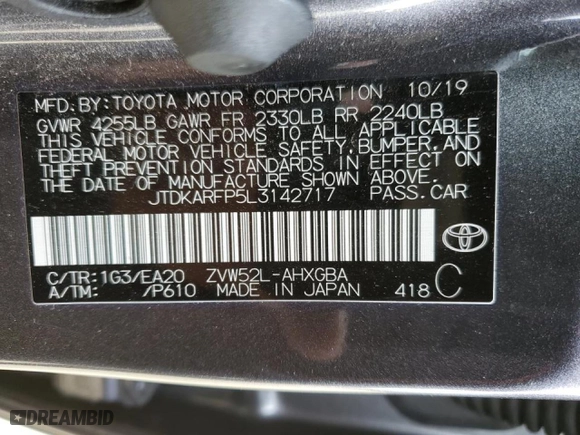 MFD.BY:TOYOTA MOTOR CORPORATION 10/19
GVWR 4255LB GAWR FR 2330LB RR 2240LB
THIS VEHICLE CONFORMS TO ALL APPLICABLE
FEDERAL MOTOR VEHICLE SAFETY,BUMPER,AND
THEFT PREVENTION STANDARDS IN EFFECT ON
THE DATE OF MANUFACTURE SHOWN ABOVE.
JTDKARFP5L3142717 PASS.CAR
C/TR:1G3/EA20 ZVW52L-AHXGBA
A/TM: /P610 MADE IN JAPAN 418 C
TOYOTA
DREAMBID